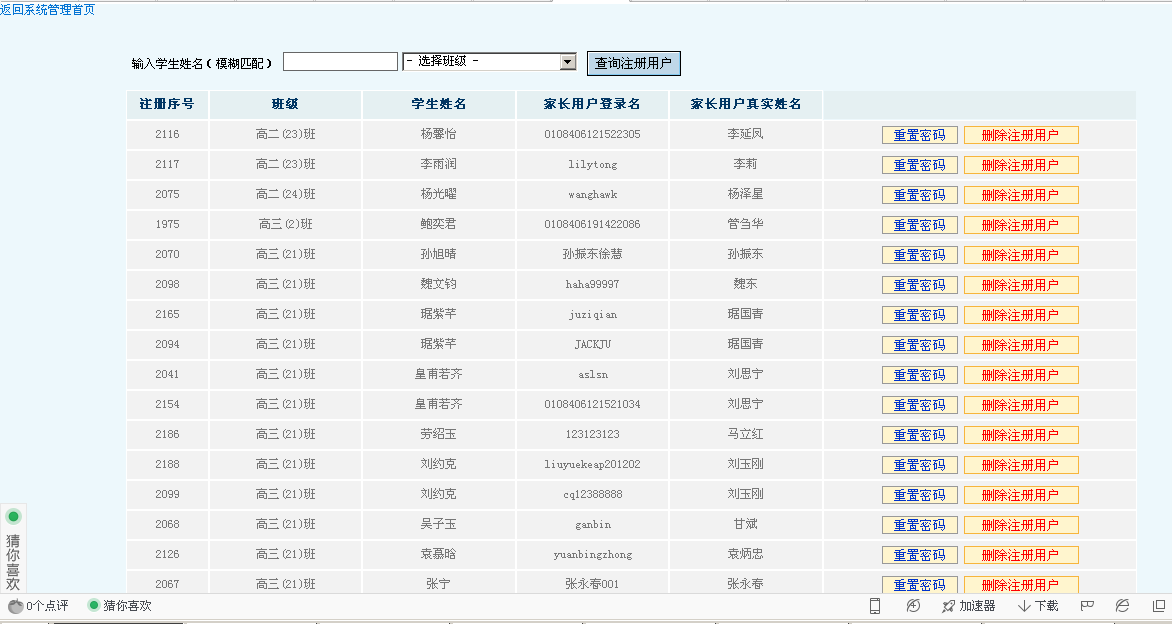 返回系统管理首页
输入学生姓名(模糊匹配) - 选择班级 - 查询注册用户
注册序号 班级 学生姓名 家长用户登录名 家长用户真实姓名
2116 高二(23)班 杨馨怡 0108406121522305 李延凤 重置密码 删除注册用户
2117 高二(23)班 李雨润 lilytong 李莉 重置密码 删除注册用户
2075 高二(24)班 杨光曜 wanghawk 杨泽星 重置密码 删除注册用户
1975 高三(2)班 鲍奕君 0108406191422086 管刍华 重置密码 删除注册用户
2070 高三(21)班 孙旭晴 孙振东徐慧 孙振东 重置密码 删除注册用户
2098 高三(21)班 魏文钧 haha99997 魏东 重置密码 删除注册用户
2165 高三(21)班 琚紫芊 juziqian 琚国青 重置密码 删除注册用户
2094 高三(21)班 琚紫芊 JACKJU 琚国青 重置密码 删除注册用户
2041 高三(21)班 皇甫若齐 aslsn 刘思宁 重置密码 删除注册用户
2154 高三(21)班 皇甫若齐 0108406121521034 刘思宁 重置密码 删除注册用户
2186 高三(21)班 劳绍玉 123123123 马立红 重置密码 删除注册用户
2188 高三(21)班 刘约克 liuyuekeap201202 刘玉刚 重置密码 删除注册用户
2099 高三(21)班 刘约克 cq12388888 刘玉刚 重置密码 删除注册用户
2068 高三(21)班 吴子玉 ganbin 甘斌 重置密码 删除注册用户
2126 高三(21)班 袁慕晗 yuanbingzhong 袁炳忠 重置密码 删除注册用户
2067 高三(21)班 张宁 张永春001 张永春 重置密码 删除注册用户
猜你喜欢
0个点评 猜你喜欢 加速器 下载